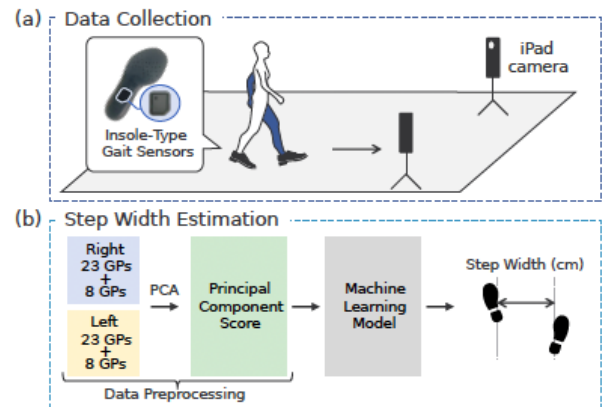 (a) Data Collection
iPad
camera
Insole-Type
Gait Sensors
(b) Step Width Estimation
Right
23 GPs
+
8 GPs
Left
23 GPs
+
8 GPs
PCA
Principal
Component
Score
Machine
Learning
Model
Step Width (cm)
Data Preprocessing